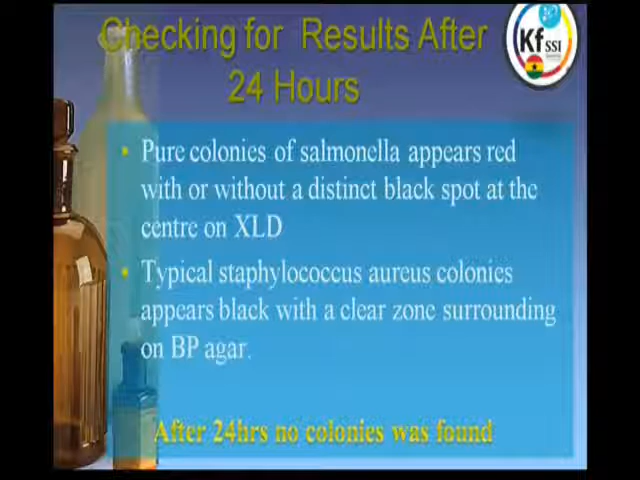 Checking for Results After
24 Hours
Kf
SSI
• Pure colonies of salmonella appears red
with or without a distinct black spot at the
centre on XLD
• Typical staphylococcus aureus colonies
appears black with a clear zone surrounding
on BP agar.
After 24hrs no colonies was found